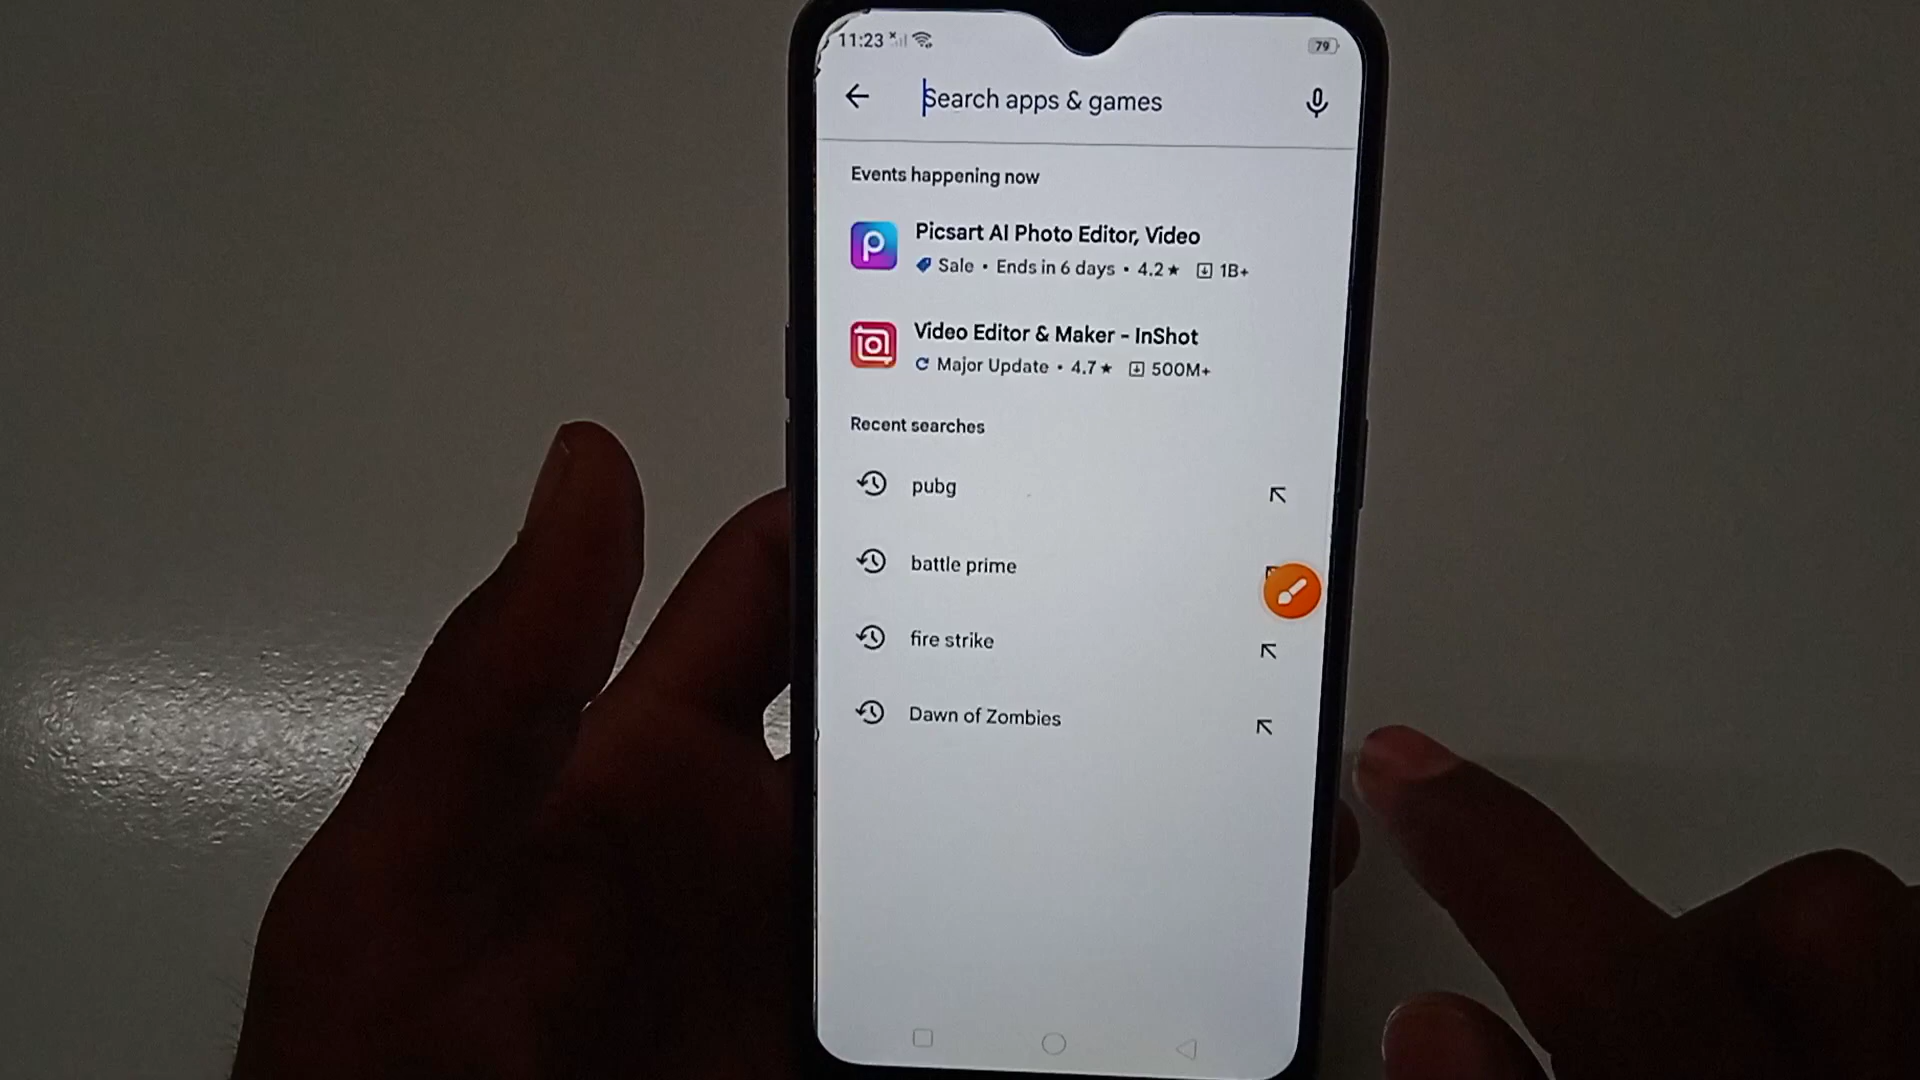 11:23
79
Search apps & games
Events happening now
Picsart AI Photo Editor, Video
Sale • Ends in 6 days • 4.2★ 1B+
Video Editor & Maker - InShot
Major Update • 4.7★ 500M+
Recent searches
pubg
battle prime
fire strike
Dawn of Zombies